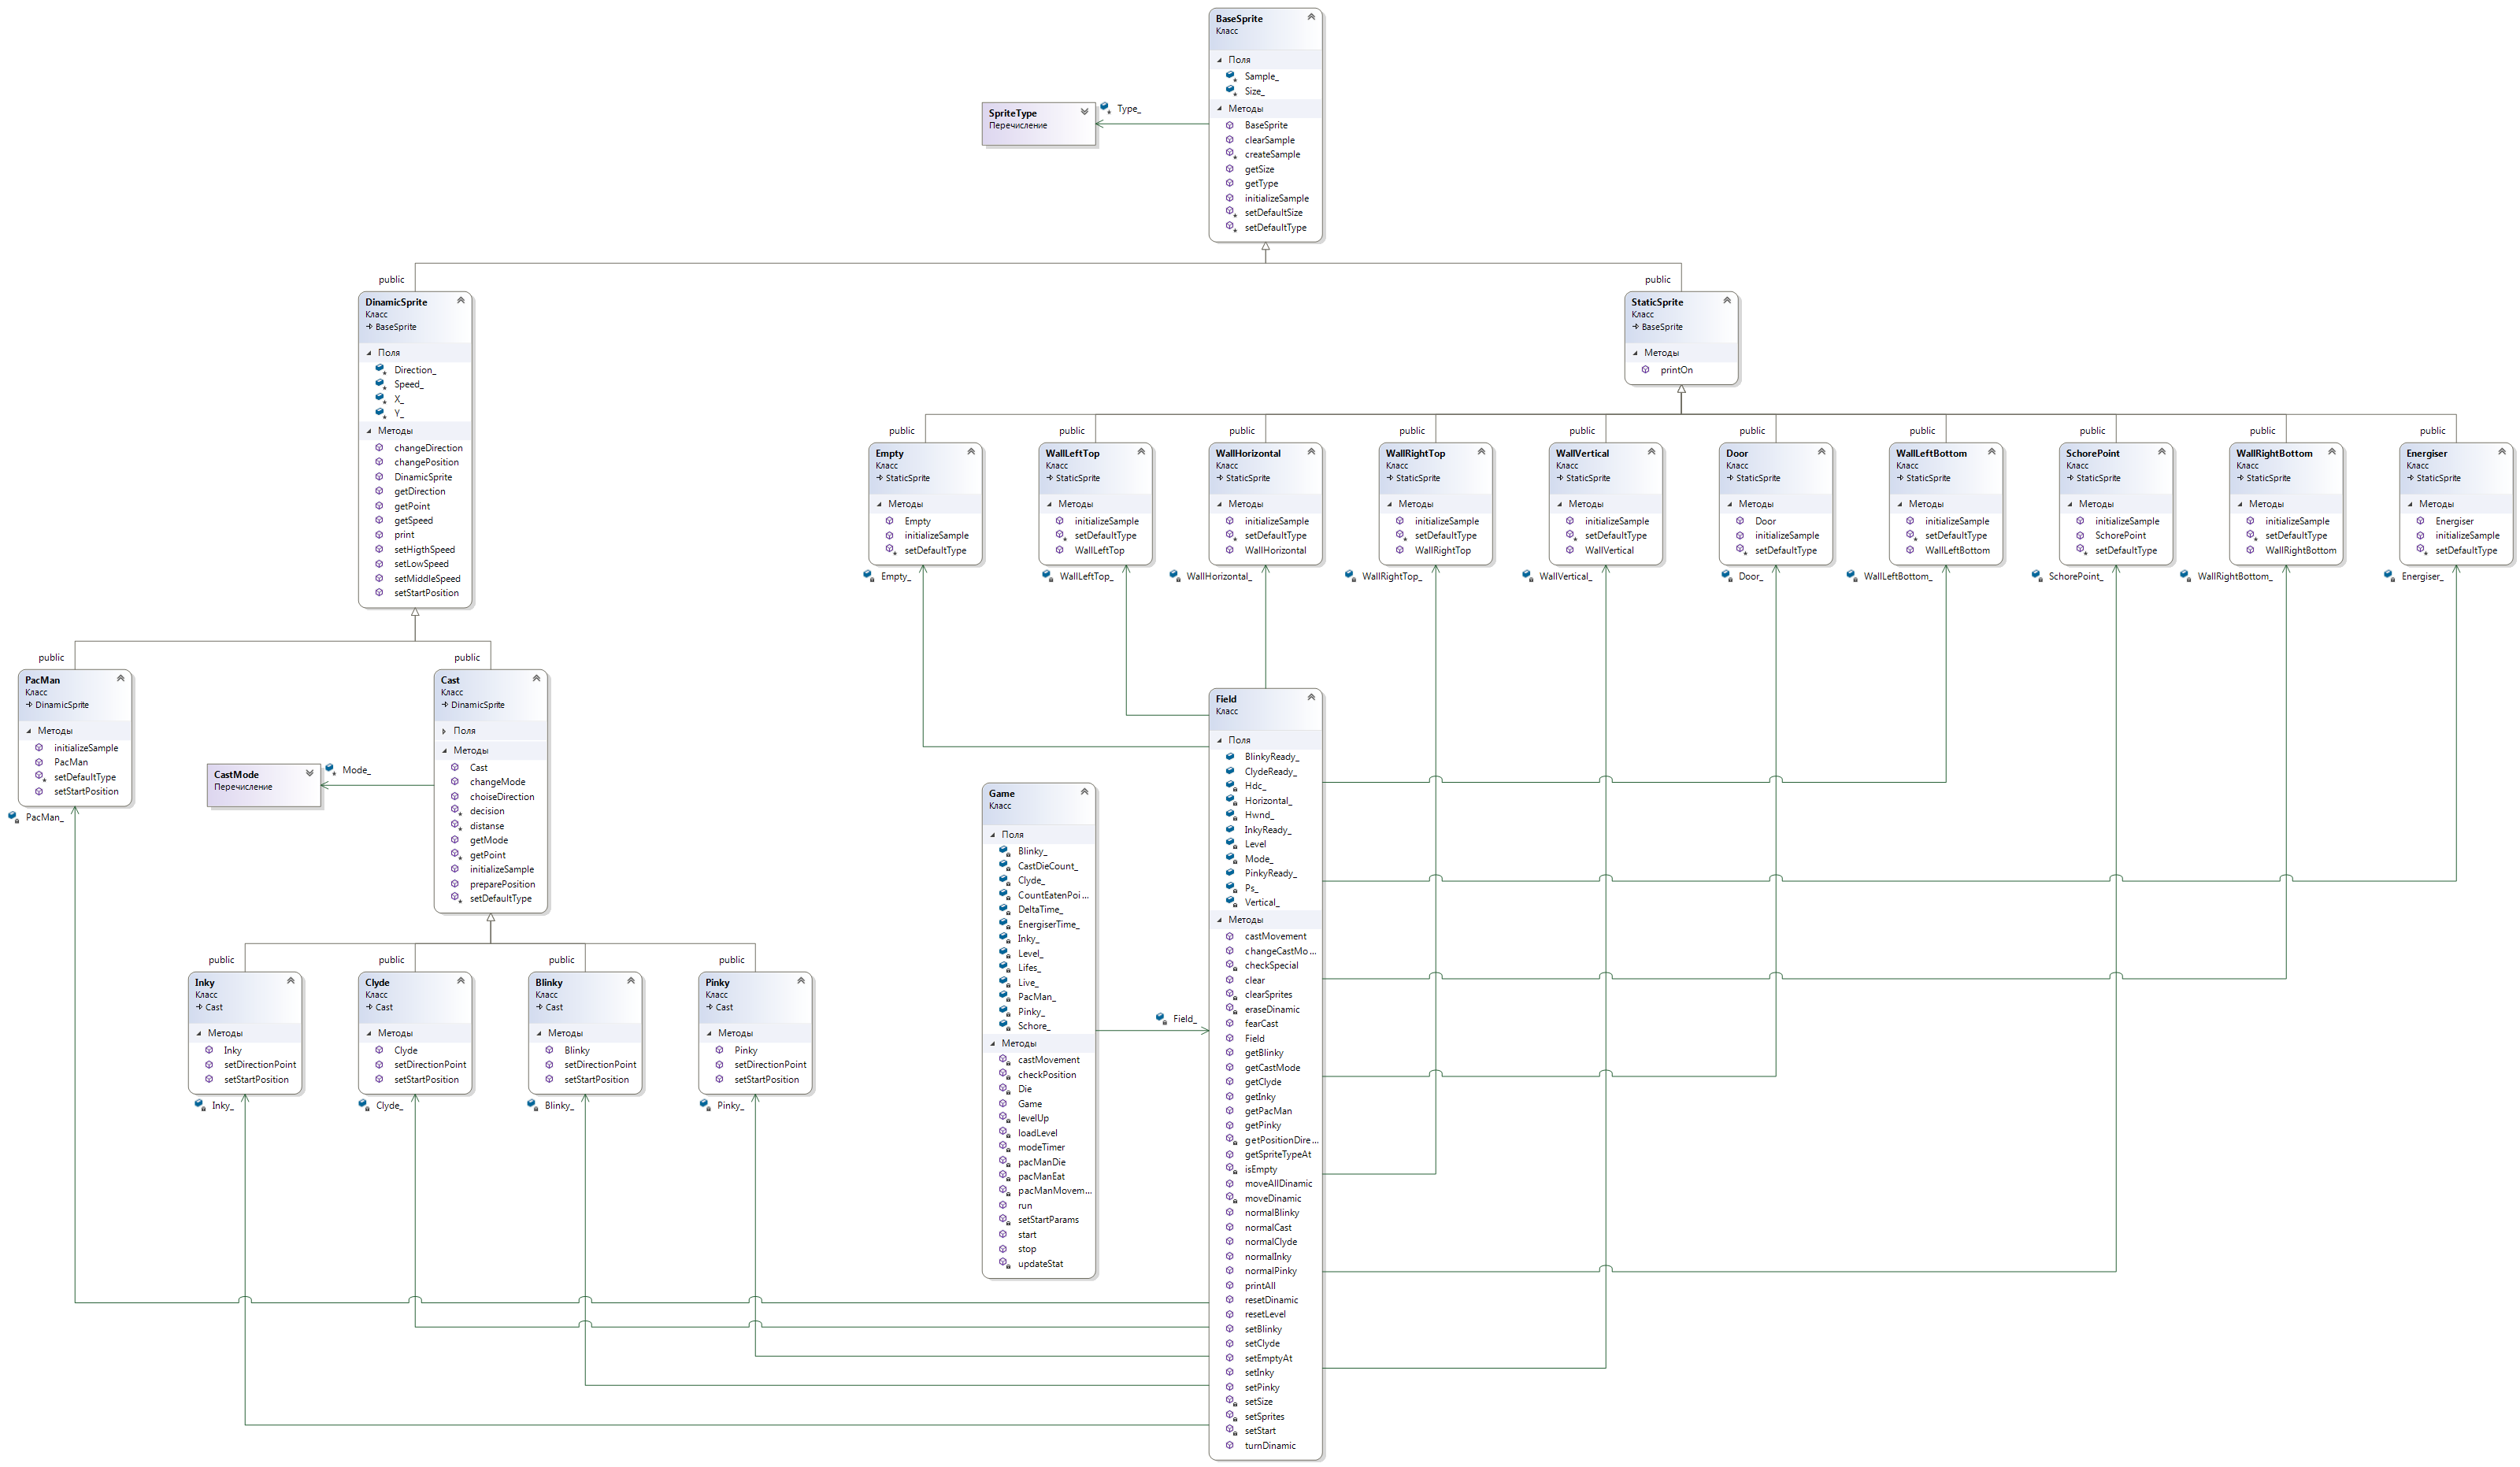 BaseSprite
Класс
Поля
Sample_
Size_
Методы
BaseSprite
clearSample
createSample
getSize
getType
initializeSample
setDefaultSize
setDefaultType
SpriteType
Перечисление
Type_
public
public
DinamicSprite
Класс
BaseSprite
Поля
Direction_
Speed_
X_
Y_
Методы
changeDirection
changePosition
DinamicSprite
getDirection
getPoint
getSpeed
print
setHigthSpeed
setLowSpeed
setMiddleSpeed
setStartPosition
StaticSprite
Класс
BaseSprite
Методы
printOn
public
Empty
Класс
StaticSprite
Методы
Empty
initializeSample
setDefaultType
Empty_
public
WallLeftTop
Класс
StaticSprite
Методы
initializeSample
setDefaultType
WallLeftTop
WallLeftTop_
public
WallHorizontal
Класс
StaticSprite
Методы
initializeSample
setDefaultType
WallHorizontal
WallHorizontal_
public
WallRightTop
Класс
StaticSprite
Методы
initializeSample
setDefaultType
WallRightTop
WallRightTop_
public
WallVertical
Класс
StaticSprite
Методы
initializeSample
setDefaultType
WallVertical
WallVertical_
public
Door
Класс
StaticSprite
Методы
Door
initializeSample
setDefaultType
Door_
public
WallLeftBottom
Класс
StaticSprite
Методы
initializeSample
setDefaultType
WallLeftBottom
WallLeftBottom_
public
SchorePoint
Класс
StaticSprite
Методы
initializeSample
SchorePoint
setDefaultType
SchorePoint_
public
WallRightBottom
Класс
StaticSprite
Методы
initializeSample
setDefaultType
WallRightBottom
WallRightBottom_
public
Energiser
Класс
StaticSprite
Методы
Energiser
initializeSample
setDefaultType
Energiser_
public
PacMan
Класс
DinamicSprite
Методы
initializeSample
PacMan
setDefaultType
setStartPosition
PacMan_
public
Cast
Класс
DinamicSprite
Поля
Методы
Cast
changeMode
choiseDirection
decision
distanse
getMode
getPoint
initializeSample
preparePosition
setDefaultType
CastMode
Перечисление
Mode_
public
Inky
Класс
Cast
Методы
Inky
setDirectionPoint
setStartPosition
Inky_
public
Clyde
Класс
Cast
Методы
Clyde
setDirectionPoint
setStartPosition
Clyde_
public
Blinky
Класс
Cast
Методы
Blinky
setDirectionPoint
setStartPosition
Blinky_
public
Pinky
Класс
Cast
Методы
Pinky
setDirectionPoint
setStartPosition
Pinky_
Game
Класс
Поля
Blinky_
CastDieCount_
Clyde_
CountEatenPoi...
DeltaTime_
EnergiserTime_
Inky_
Level_
Lifes_
Live_
PacMan_
Pinky_
Schore_
Методы
castMovement
checkPosition
Die
Game
levelUp
loadLevel
modeTimer
pacManDie
pacManEat
pacManMovem...
run
setStartParams
start
stop
updateStat
Field_
Field
Класс
Поля
BlinkyReady_
ClydeReady_
Hdc_
Horizontal_
Hwnd_
InkyReady_
Level
Mode_
PinkyReady_
Ps_
Vertical_
Методы
castMovement
changeCastMo...
checkSpecial
clear
clearSprites
eraseDinamic
fearCast
Field
getBlinky
getCastMode
getClyde
getInky
getPacMan
getPinky
getPositionDire...
getSpriteTypeAt
isEmpty
moveAllDinamic
moveDinamic
normalBlinky
normalCast
normalClyde
normalInky
normalPinky
printAll
resetDinamic
resetLevel
setBlinky
setClyde
setEmptyAt
setInky
setPinky
setSize
setSprites
setStart
turnDinamic